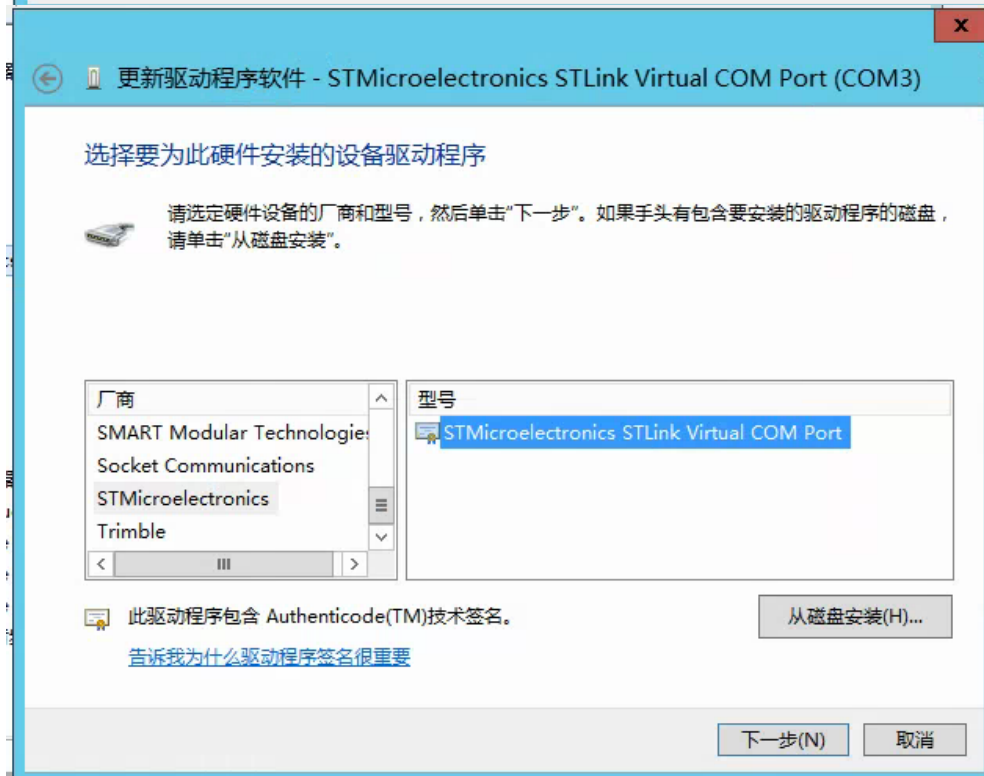 x
更新驱动程序软件 - STMicroelectronics STLink Virtual COM Port (COM3)
选择要为此硬件安装的设备驱动程序
请选定硬件设备的厂商和型号，然后单击"下一步"。如果手头有包含要安装的驱动程序的磁盘，
请单击"从磁盘安装"。
厂商
SMART Modular Technologies
Socket Communications
STMicroelectronics
Trimble
型号
STMicroelectronics STLink Virtual COM Port
此驱动程序包含 Authenticode(TM)技术签名。
从磁盘安装(H)...
告诉我为什么驱动程序签名很重要
下一步(N)
取消